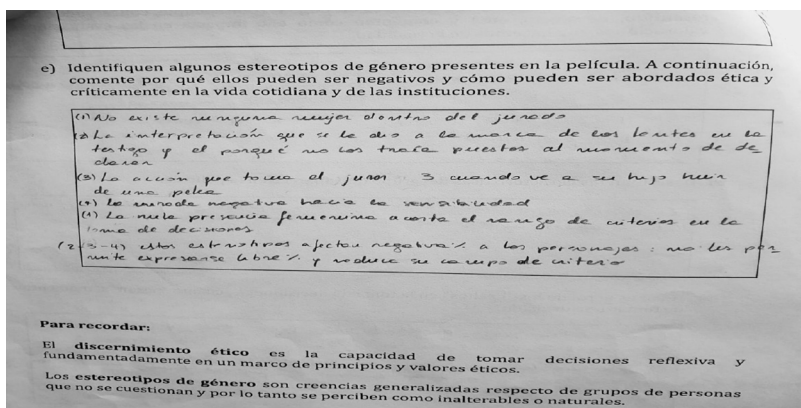 e) Identifiquen algunos estereotipos de género presentes en la película. A continuación,
comente por qué ellos pueden ser negativos y cómo pueden ser abordados ética y
críticamente en la vida cotidiana y de las instituciones.
(1) No existe ninguna mujer dentro del jurado
(2) La interpretación que se le dio a la marca de los lentes en la
testigo y el porqué no los traía puestos al momento de de
clarar
(3) La acción que toma el juror 3 cuando ve a su hijo huir
de una pelea
(4) la mirada negativa hacia la sensibilidad
(1) La nula presencia femenina acorta el rango de criterios en la
toma de decisiones
(2-3-4) estos estereotipos afectan negativa% a los personajes: no les per
mite expresarse libre% y reduce su campo de criterio
Para recordar:
El discernimiento ético es la capacidad de tomar decisiones reflexiva y
fundamentadamente en un marco de principios y valores éticos.
Los estereotipos de género son creencias generalizadas respecto de grupos de personas
que no se cuestionan y por lo tanto se perciben como inalterables o naturales.